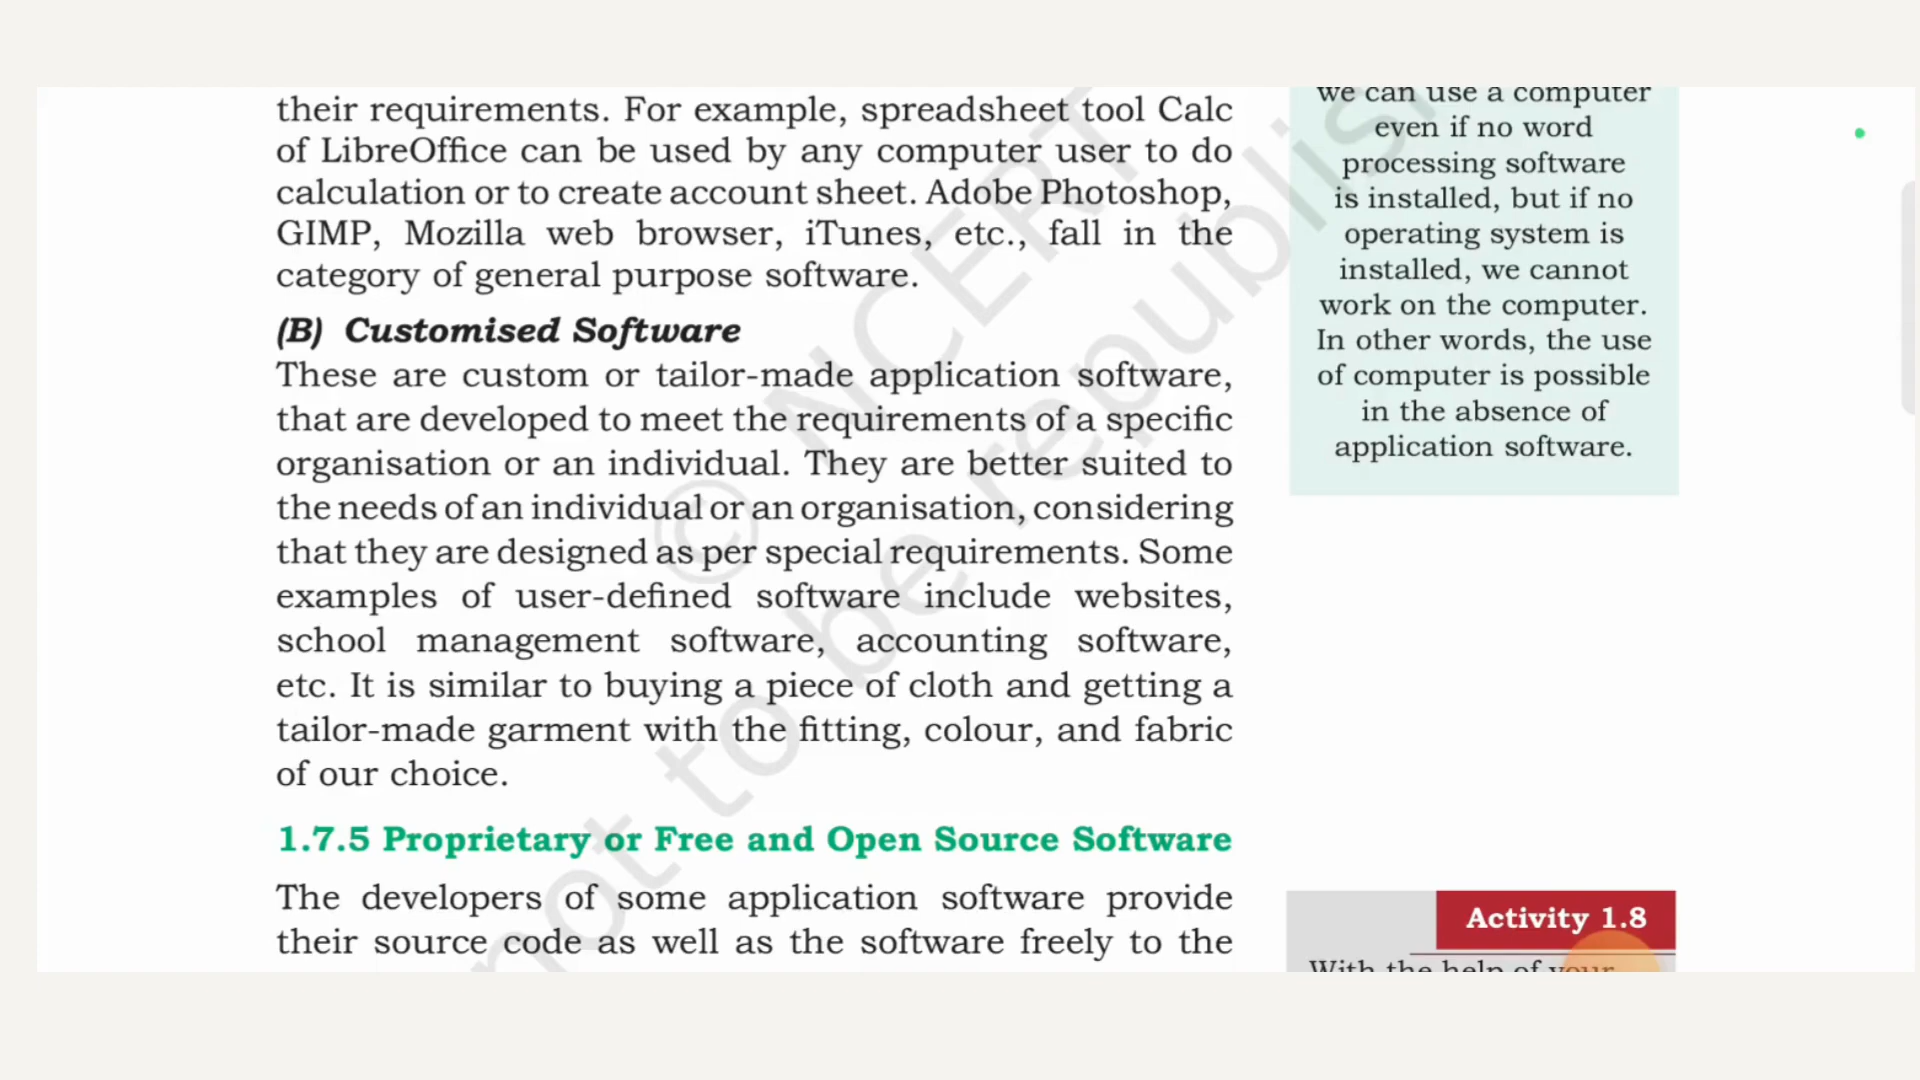 their requirements. For example, spreadsheet tool Calc
of LibreOffice can be used by any computer user to do
calculation or to create account sheet. Adobe Photoshop,
GIMP, Mozilla web browser, iTunes, etc., fall in the
category of general purpose software.
(B) Customised Software
These are custom or tailor-made application software,
that are developed to meet the requirements of a specific
organisation or an individual. They are better suited to
the needs of an individual or an organisation, considering
that they are designed as per special requirements. Some
examples of user-defined software include websites,
school management software, accounting software,
etc. It is similar to buying a piece of cloth and getting a
tailor-made garment with the fitting, colour, and fabric
of our choice.
1.7.5 Proprietary or Free and Open Source Software
The developers of some application software provide
their source code as well as the software freely to the
we can use a computer
even if no word
processing software
is installed, but if no
operating system is
installed, we cannot
work on the computer.
In other words, the use
of computer is possible
in the absence of
application software.
Activity 1.8
With the help of your
© NCERT
not to be republis